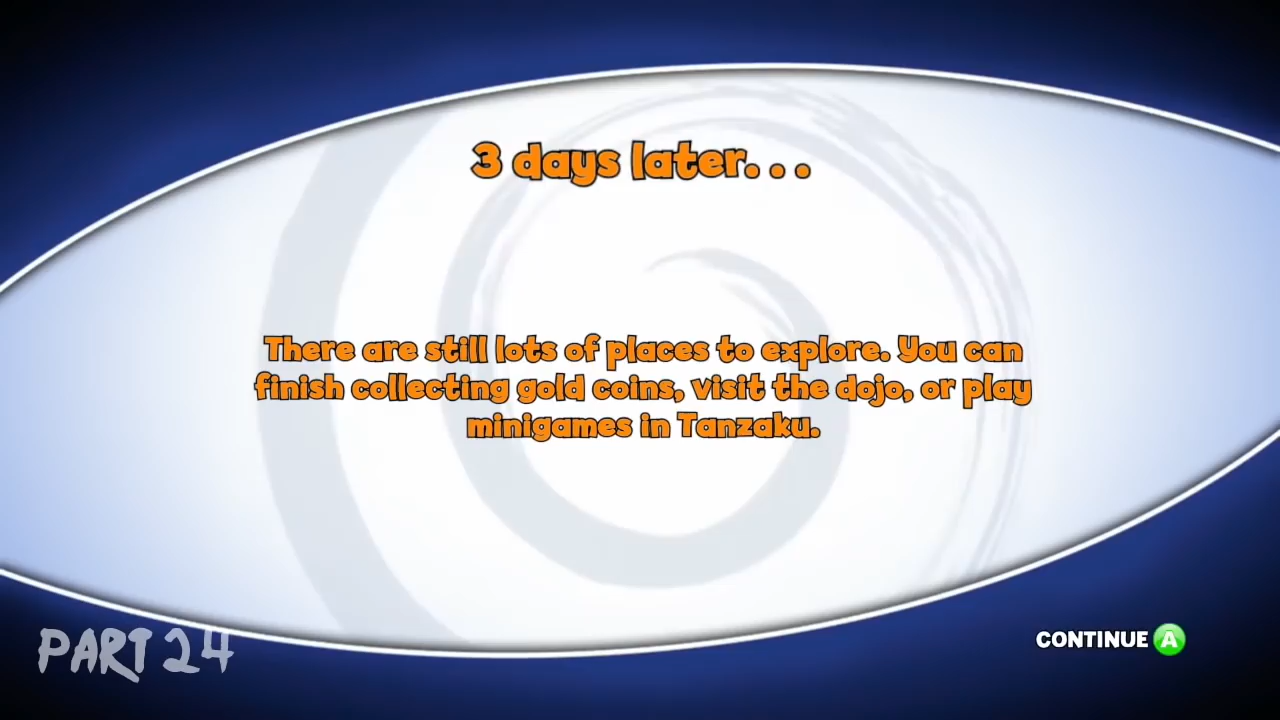 3 days later...
There are still lots of places to explore. You can
finish collecting gold coins, visit the dojo, or play
minigames in Tanzaku.
PART 24
CONTINUE A